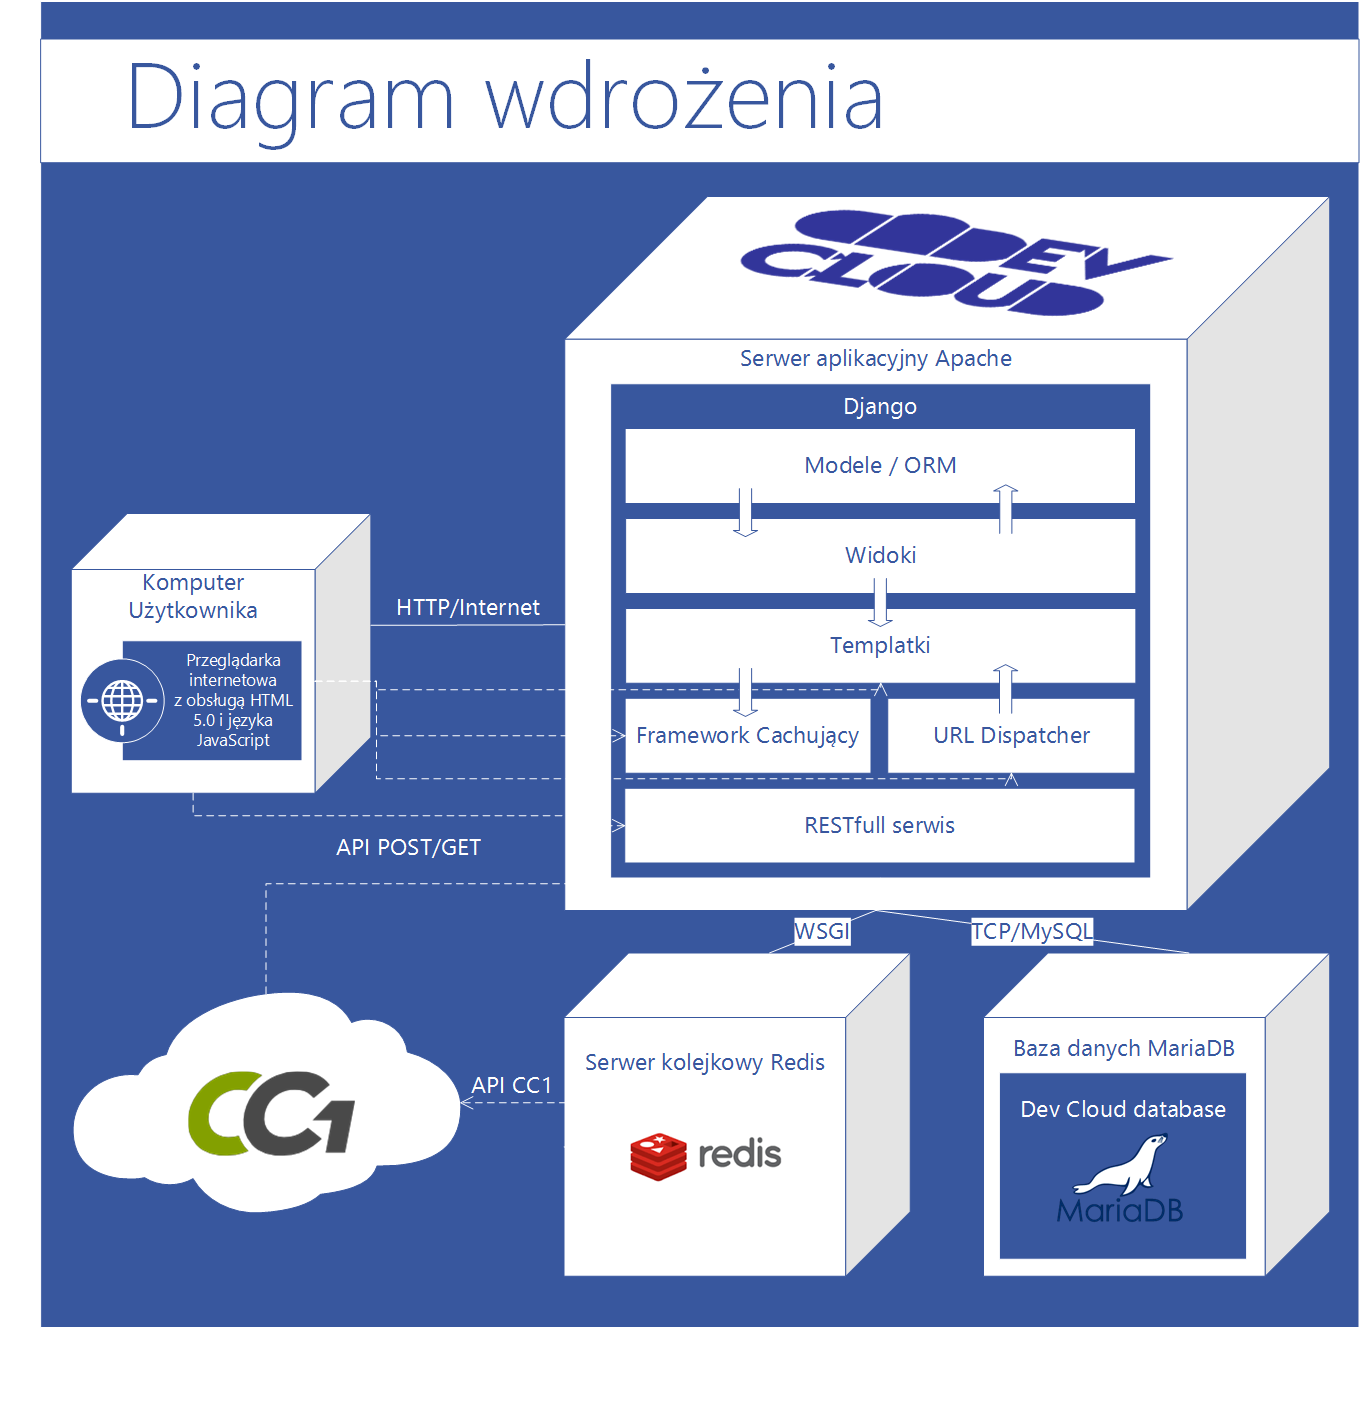 Diagram wdrożenia
DEV
CLOUD
Serwer aplikacyjny Apache
Django
Modele / ORM
Widoki
Templatki
Framework Cachujący
URL Dispatcher
RESTfull serwis
Komputer
Użytkownika
Przeglądarka
internetowa
z obsługą HTML
5.0 i języka
JavaScript
HTTP/Internet
API POST/GET
WSGI
TCP/MySQL
CC1
API CC1
Serwer kolejkowy Redis
redis
Baza danych MariaDB
Dev Cloud database
MariaDB